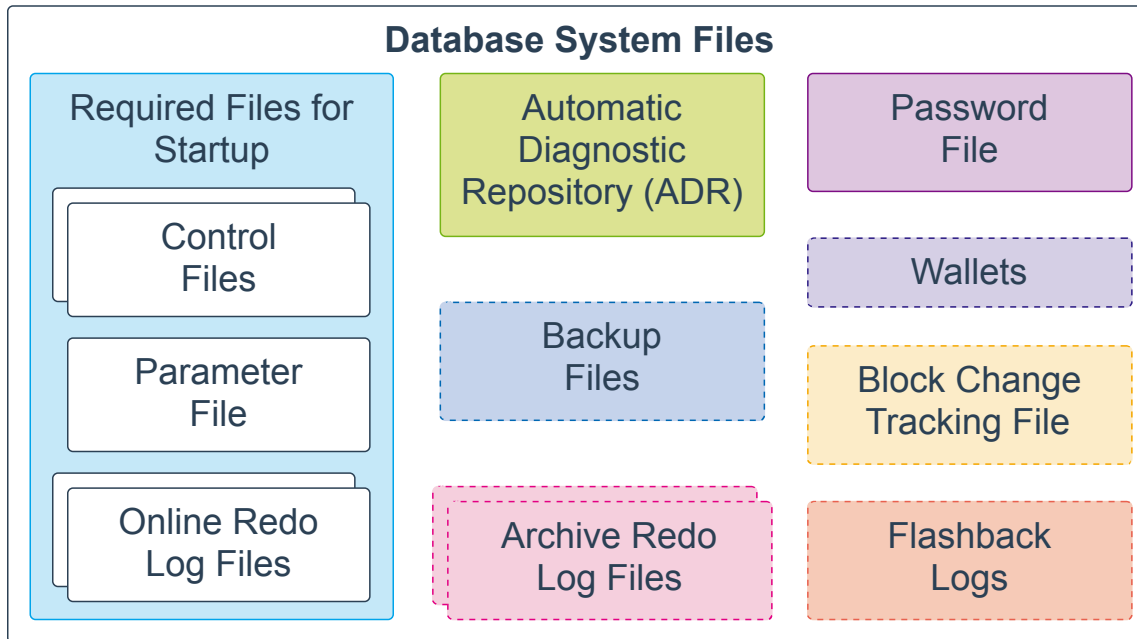 Database System Files
Required Files for
Startup
Control
Files
Parameter
File
Online Redo
Log Files
Automatic
Diagnostic
Repository (ADR)
Backup
Files
Archive Redo
Log Files
Password
File
Wallets
Block Change
Tracking File
Flashback
Logs